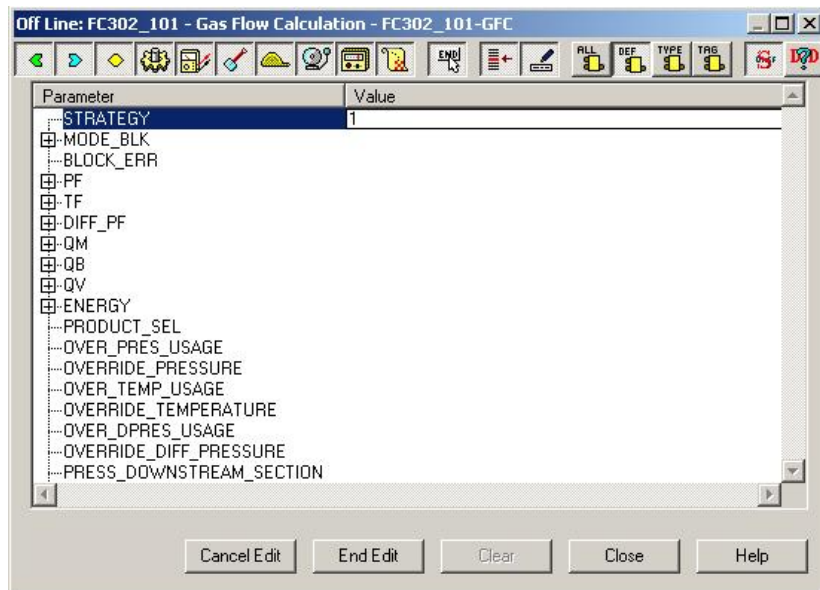 Off Line: FC302_101 - Gas Flow Calculation - FC302_101-GFC
END ALL DEF TYPE TAG
Parameter Value
STRATEGY 1
MODE_BLK
BLOCK_ERR
PF
TF
DIFF_PF
QM
QB
QV
ENERGY
PRODUCT_SEL
OVER_PRES_USAGE
OVERRIDE_PRESSURE
OVER_TEMP_USAGE
OVERRIDE_TEMPERATURE
OVER_DPRES_USAGE
OVERRIDE_DIFF_PRESSURE
PRESS_DOWNSTREAM_SECTION
Cancel Edit End Edit Clear Close Help